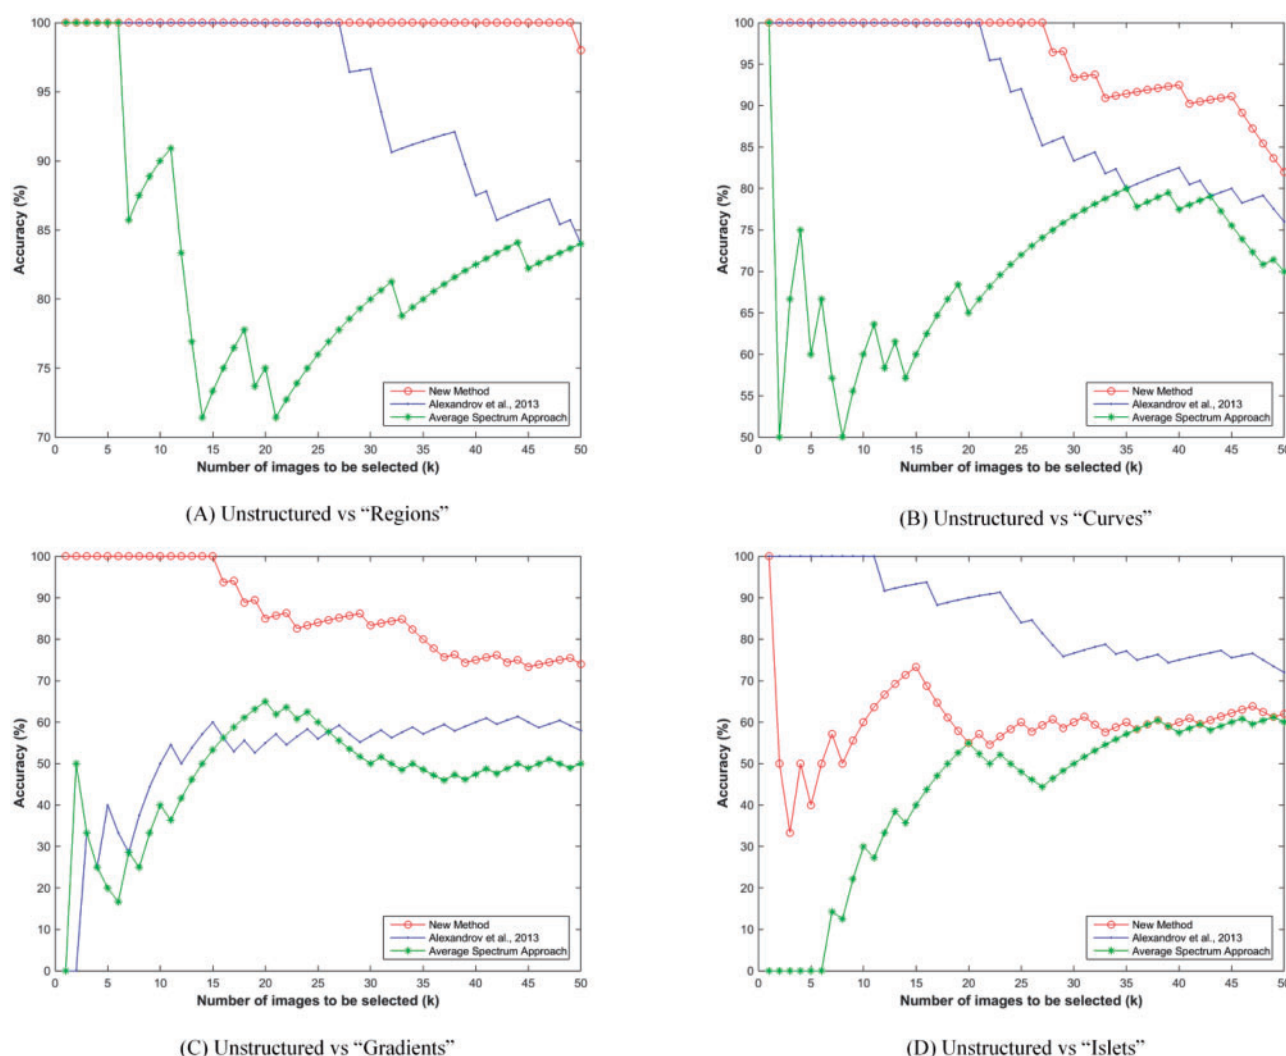 100
95
90
85
80
75
70
Accuracy (%)
0 5 10 15 20 25 30 35 40 45 50
Number of images to be selected (k)
New Method
Alexandrov et al., 2013
Average Spectrum Approach
(A) Unstructured vs “Regions”
100
95
90
85
80
75
70
65
60
55
50
Accuracy (%)
0 5 10 15 20 25 30 35 40 45 50
Number of images to be selected (k)
New Method
Alexandrov et al., 2013
Average Spectrum Approach
(B) Unstructured vs “Curves”
100
90
80
70
60
50
40
30
20
10
0
Accuracy (%)
0 5 10 15 20 25 30 35 40 45 50
Number of images to be selected (k)
New Method
Alexandrov et al., 2013
Average Spectrum Approach
(C) Unstructured vs “Gradients”
100
90
80
70
60
50
40
30
20
10
0
Accuracy (%)
0 5 10 15 20 25 30 35 40 45 50
Number of images to be selected (k)
New Method
Alexandrov et al., 2013
Average Spectrum Approach
(D) Unstructured vs “Islets”